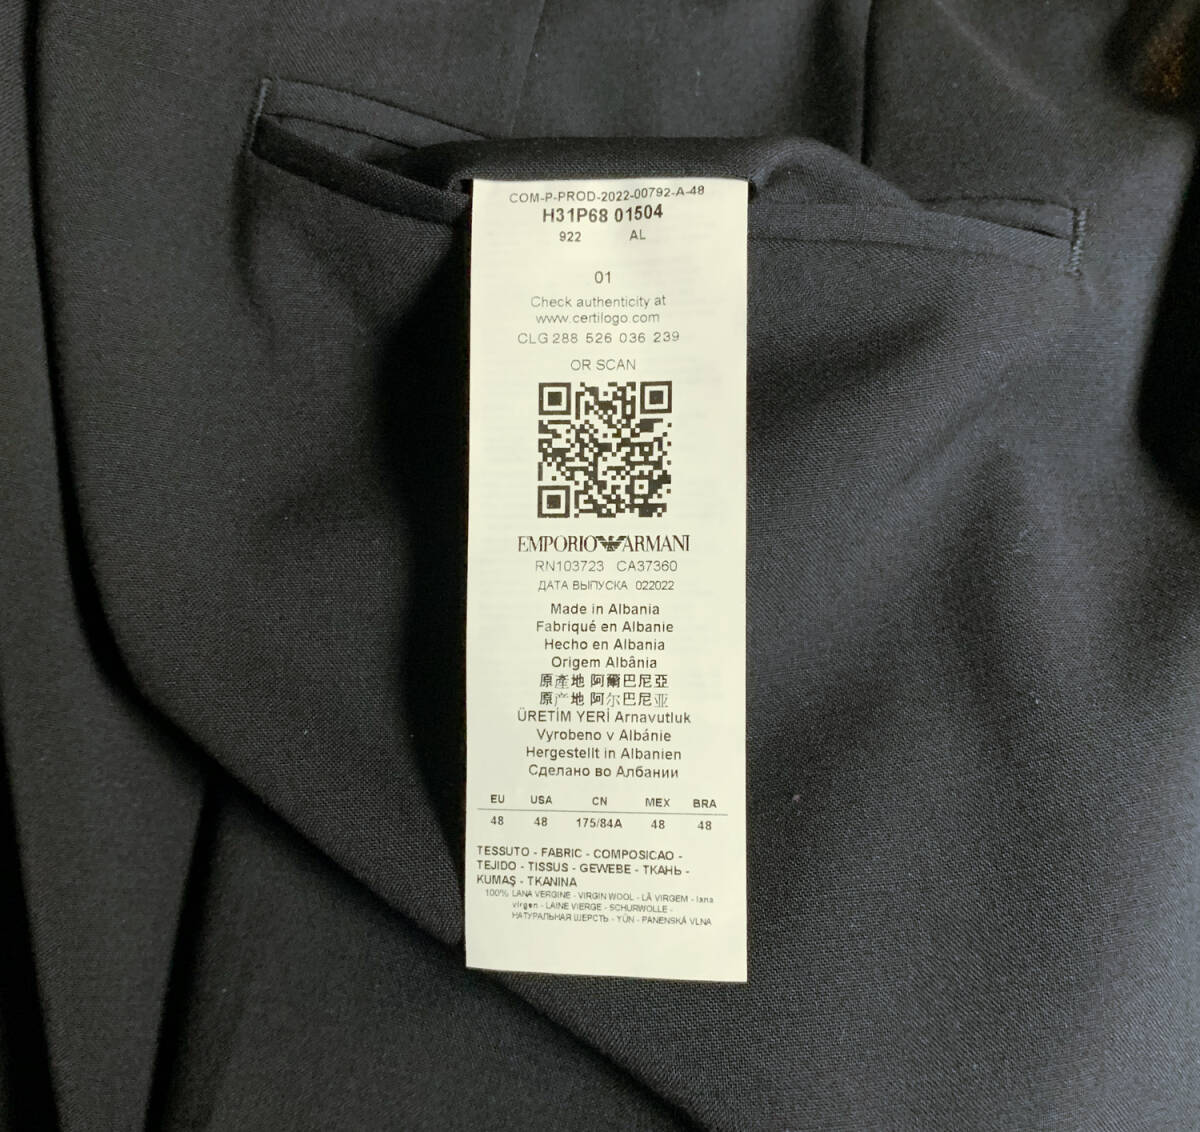 COM-P-PROD-2022-00792-A-48
H31P68 01504
922 AL
01
Check authenticity at
www.certilogo.com
CLG 288 526 036 239
OR SCAN
EMPORIO ARMANI
RN103723 CA37360
ДАТА ВЫПУСКА 022022
Made in Albania
Fabriqué en Albanie
Hecho en Albania
Origem Albânia
原產地 阿爾巴尼亞
原产地 阿尔巴尼亚
ÜRETİM YERİ Arnavutluk
Vyrobeno v Albánie
Hergestellt in Albanien
Сделано во Албании
EU USA CN MEX BRA
48 48 175/84A 48 48
TESSUTO - FABRIC - COMPOSICAO -
TEJIDO - TISSUS - GEWEBE - ТКАНЬ -
KUMAŞ - TKANINA
100% LANA VERGINE - VIRGIN WOOL - LÃ VIRGEM - lana
virgen - LAINE VIERGE - SCHURWOLLE -
НАТУРАЛЬНАЯ ШЕРСТЬ - YÜN - PANENSKÁ VLNA